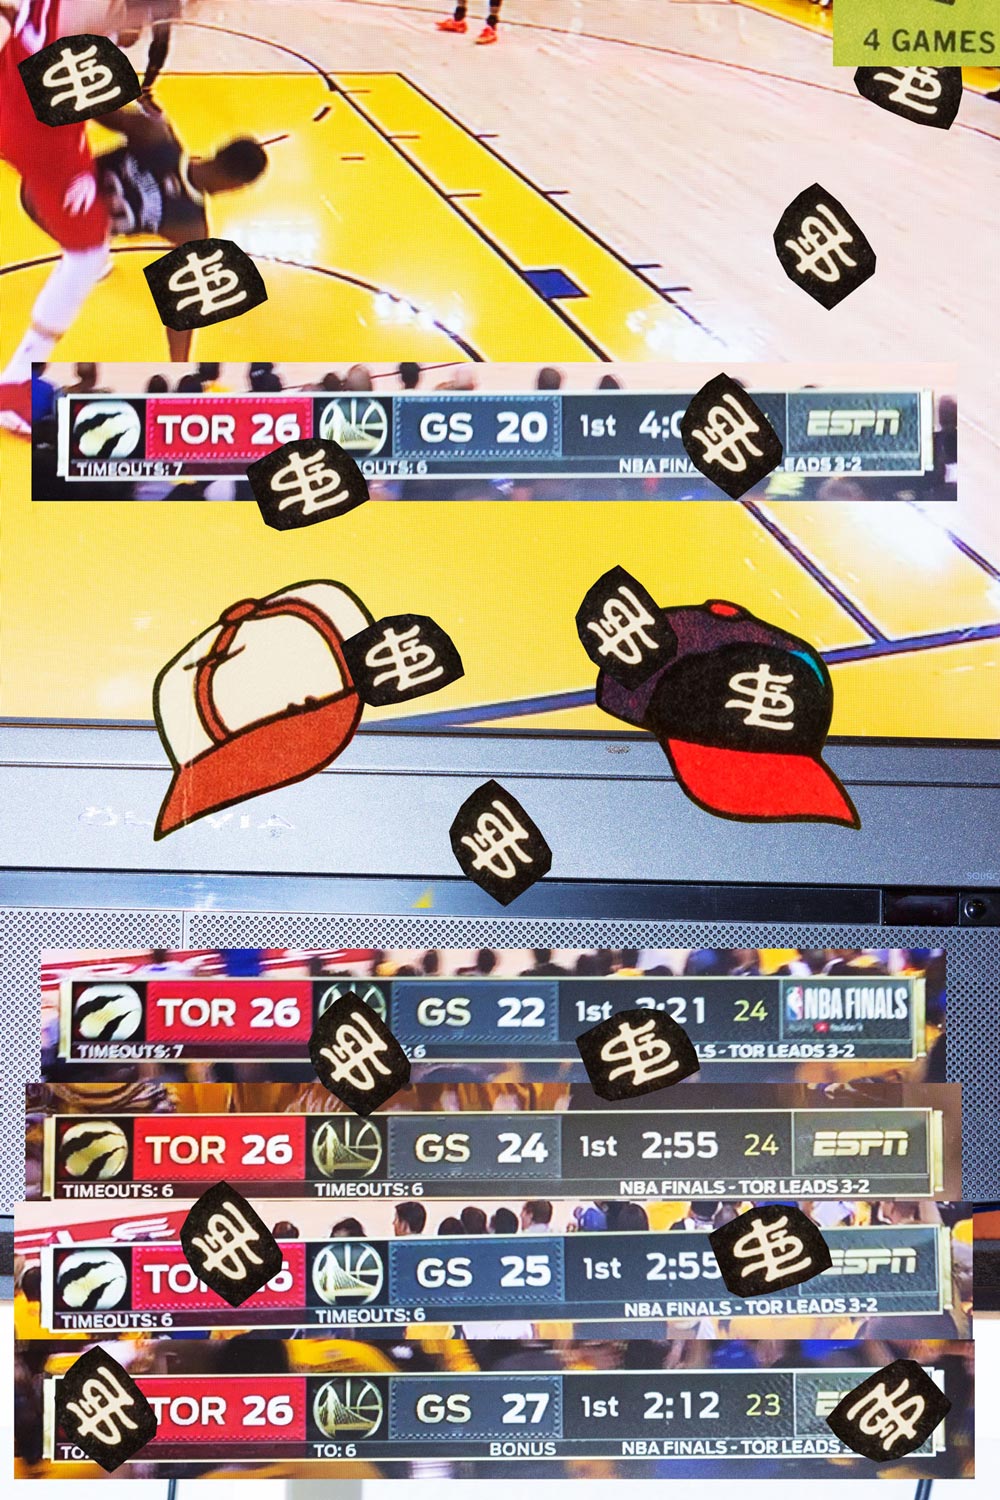 4 GAMES
TOR 26 GS 20 1st ESPN
TIMEOUTS: 7 6 NBA LEADS 3-2
TOR 26 GS 22 1st 24 NBA FINALS
TIMEOUTS: 7 6 - TOR LEADS 3-2
TOR 26 GS 24 1st 2:55 24 ESPN
TIMEOUTS: 6 TIMEOUTS: 6 NBA FINALS - TOR LEADS 3-2
GS 25 1st 2:55 ESPN
TIMEOUTS: 6 TIMEOUTS: 6 NBA FINALS - TOR LEADS 3-2
TOR 26 GS 27 1st 2:12 23
TO: 6 BONUS NBA FINALS - TOR LEADS